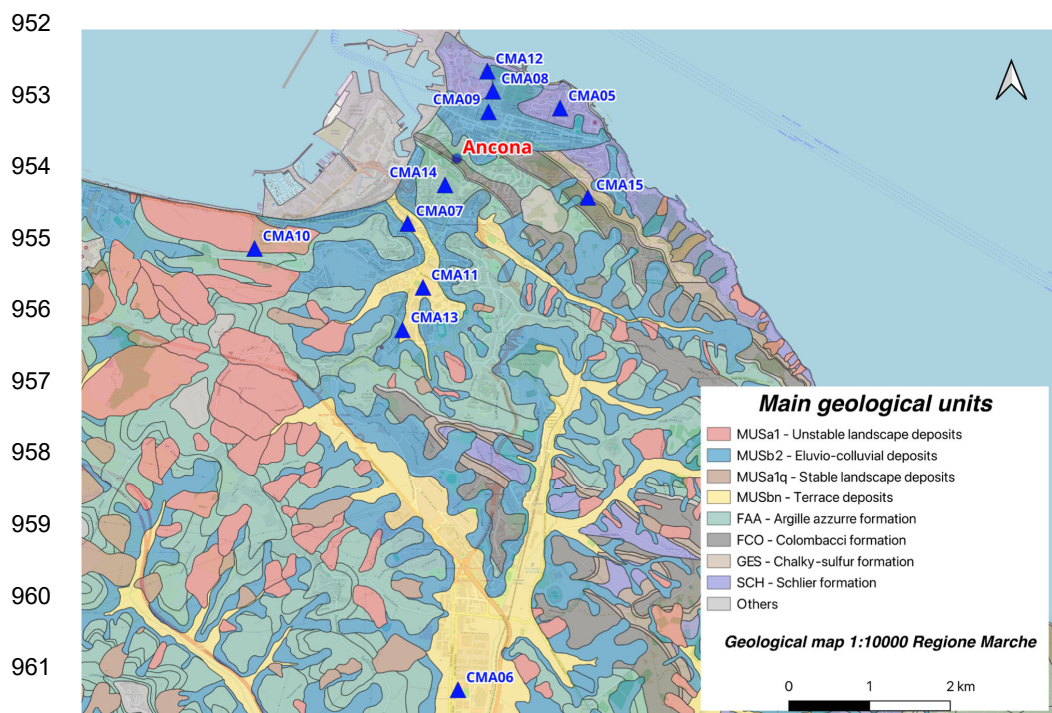 952
953
954
955
956
957
958
959
960
961
CMA12
CMA08
CMA09
CMA05
Ancona
CMA14
CMA15
CMA07
CMA10
CMA11
CMA13
CMA06
Main geological units
MUSa1 - Unstable landscape deposits
MUSb2 - Eluvio-colluvial deposits
MUSa1q - Stable landscape deposits
MUSbn - Terrace deposits
FAA - Argille azzurre formation
FCO - Colombacci formation
GES - Chalky-sulfur formation
SCH - Schlier formation
Others
Geological map 1:10000 Regione Marche
0 1 2 km